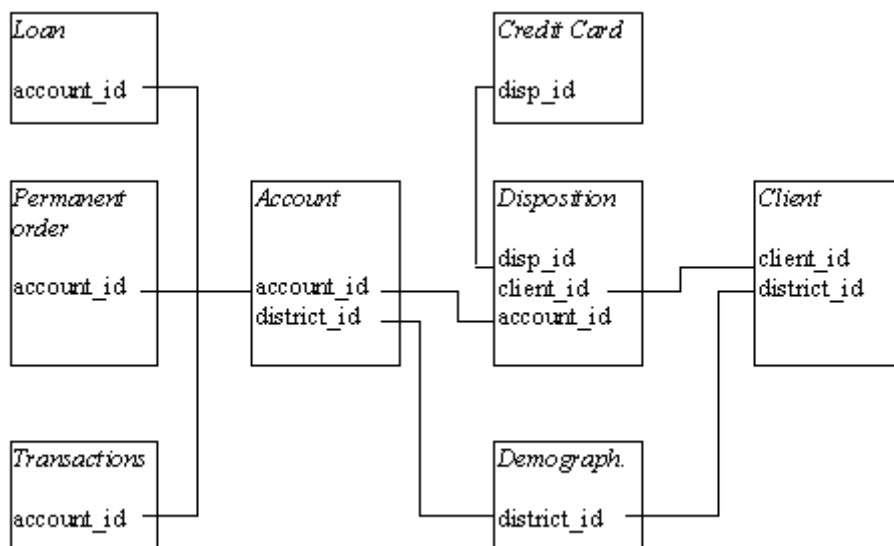 Loan
account_id
Credit Card
disp_id
Permanent
order
account_id
Account
account_id
district_id
Disposition
disp_id
client_id
account_id
Client
client_id
district_id
Transactions
account_id
Demograph.
district_id